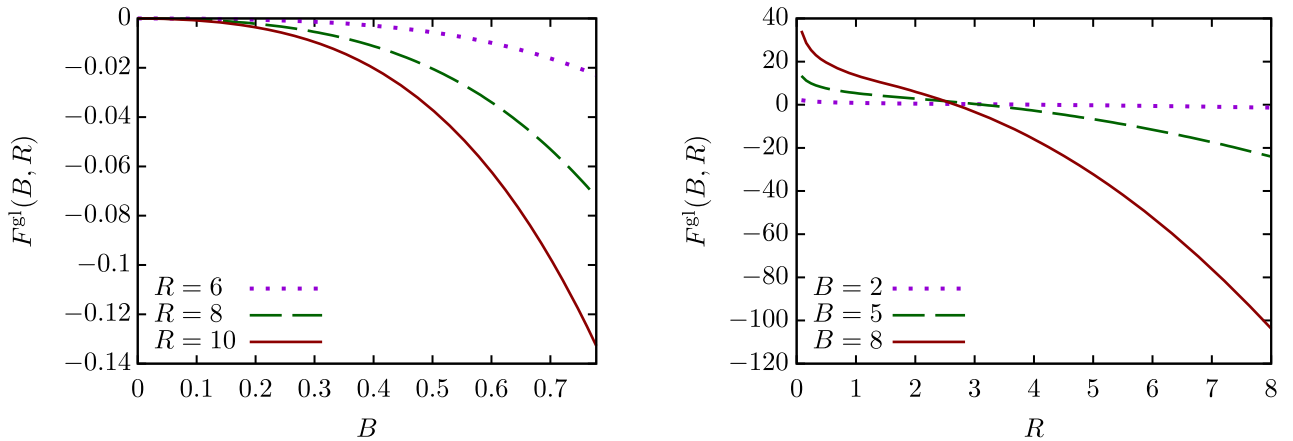 0
−0.02
−0.04
−0.06
−0.08
−0.1
−0.12
−0.14
0 0.1 0.2 0.3 0.4 0.5 0.6 0.7
B
F^gl(B, R)
R = 6
R = 8
R = 10
40
20
0
−20
−40
−60
−80
−100
−120
0 1 2 3 4 5 6 7 8
R
F^gl(B, R)
B = 2
B = 5
B = 8